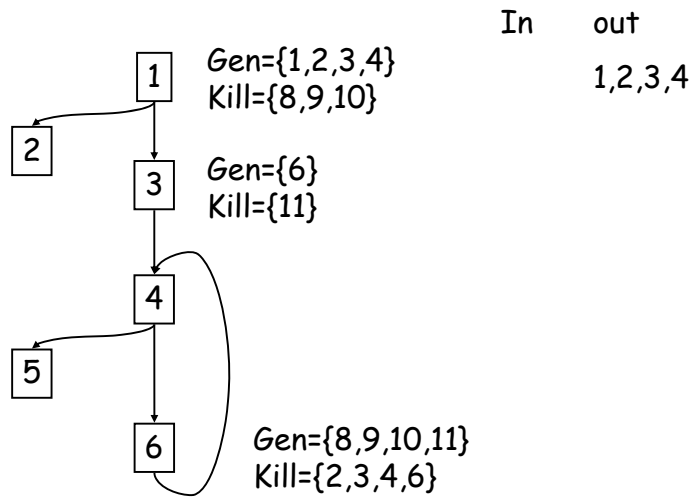 In out
1 Gen={1,2,3,4}
Kill={8,9,10}
1,2,3,4
2
3 Gen={6}
Kill={11}
4
5
6 Gen={8,9,10,11}
Kill={2,3,4,6}